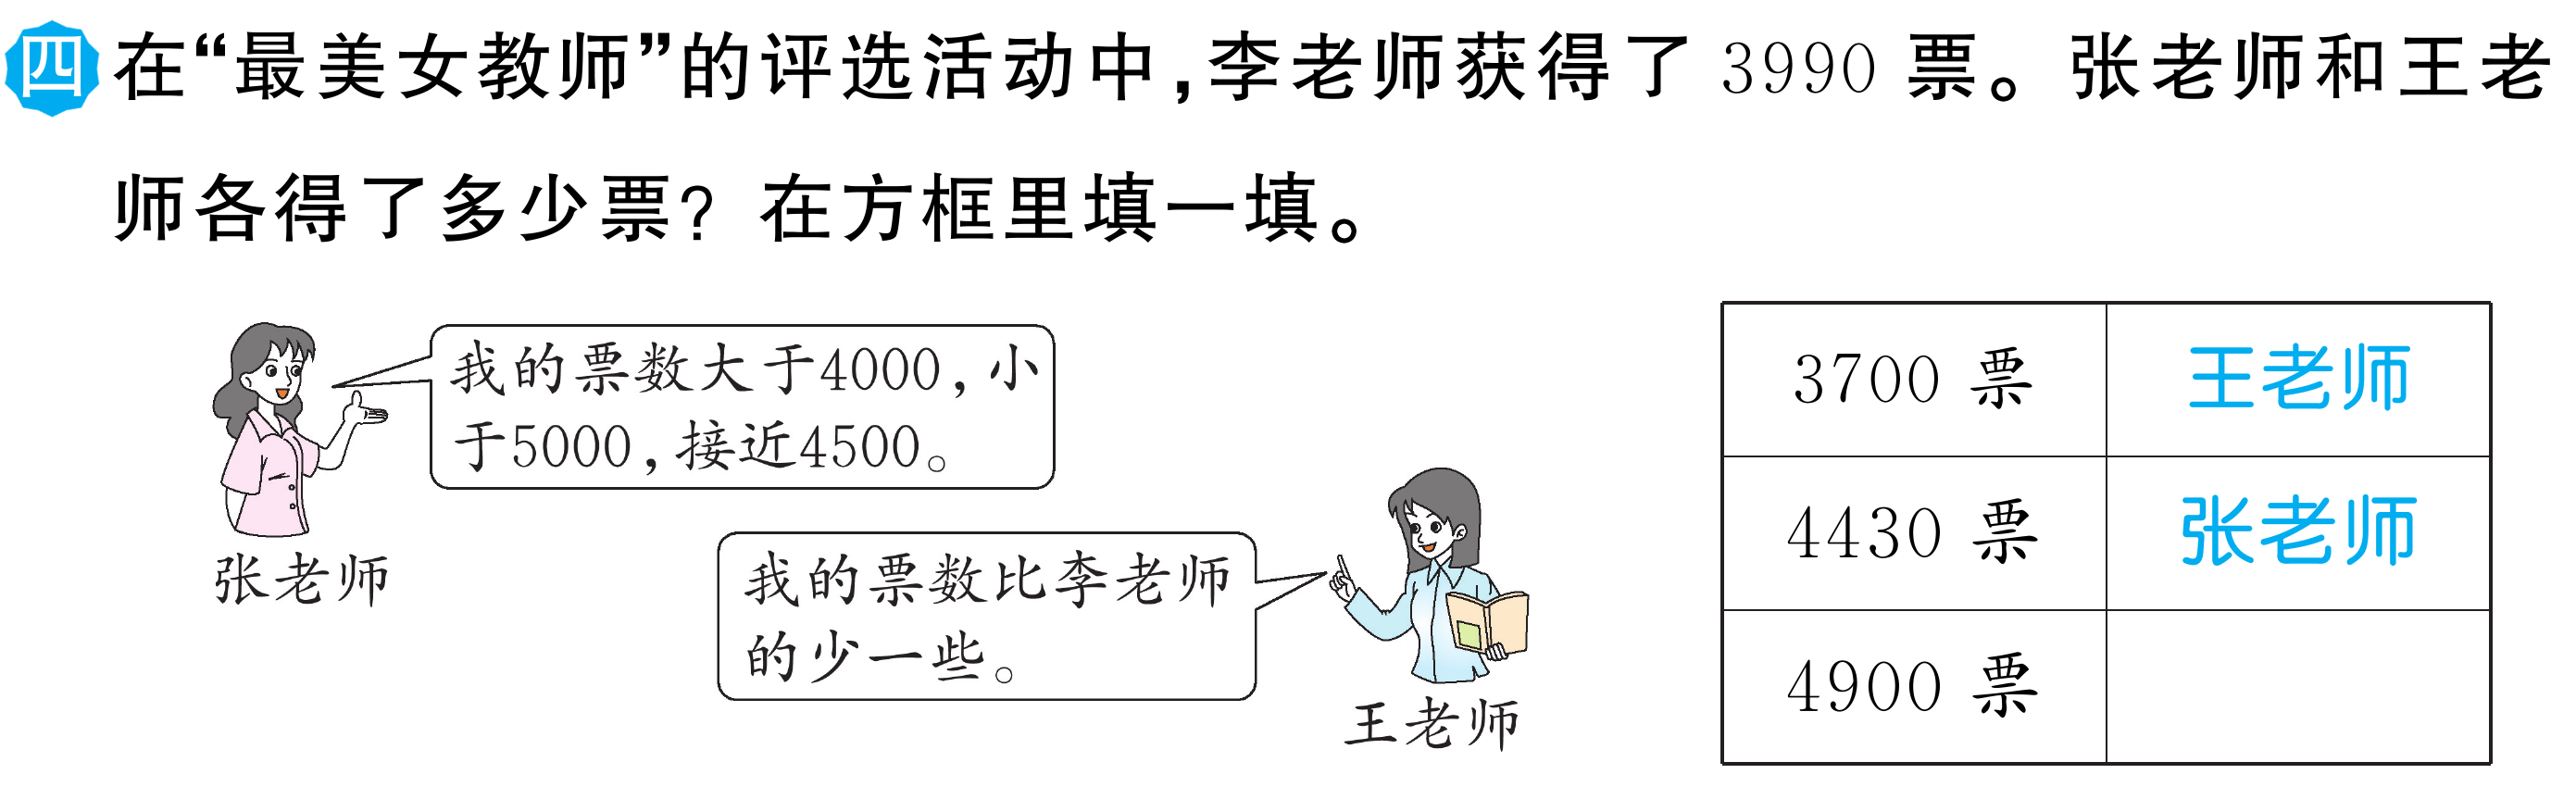 四 在“最美女教师”的评选活动中,李老师获得了 3990 票。张老师和王老
师各得了多少票？在方框里填一填。
我的票数大于4000,小
于5000,接近4500。
张老师
我的票数比李老师
的少一些。
王老师
3700 票 王老师
4430 票 张老师
4900 票